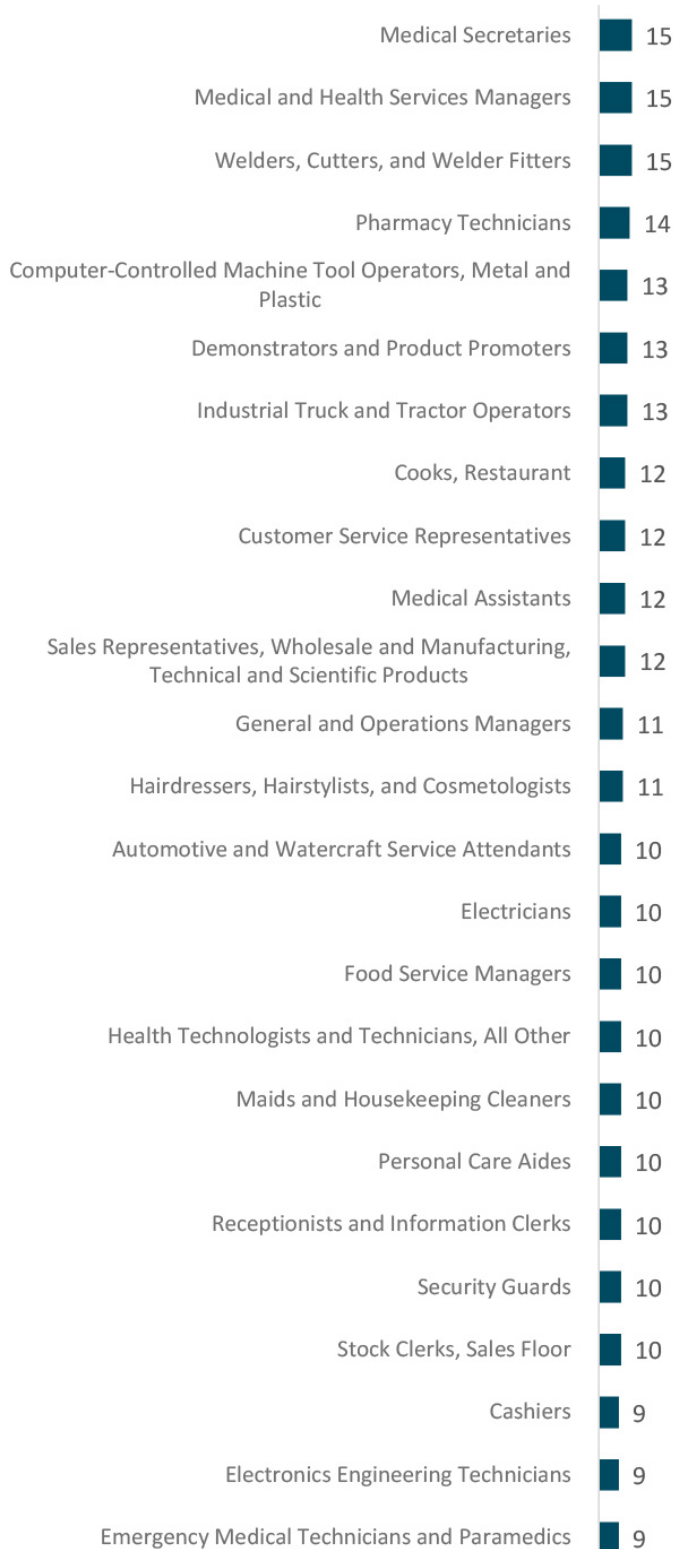 Medical Secretaries 15
Medical and Health Services Managers 15
Welders, Cutters, and Welder Fitters 15
Pharmacy Technicians 14
Computer-Controlled Machine Tool Operators, Metal and
Plastic 13
Demonstrators and Product Promoters 13
Industrial Truck and Tractor Operators 13
Cooks, Restaurant 12
Customer Service Representatives 12
Medical Assistants 12
Sales Representatives, Wholesale and Manufacturing,
Technical and Scientific Products 12
General and Operations Managers 11
Hairdressers, Hairstylists, and Cosmetologists 11
Automotive and Watercraft Service Attendants 10
Electricians 10
Food Service Managers 10
Health Technologists and Technicians, All Other 10
Maids and Housekeeping Cleaners 10
Personal Care Aides 10
Receptionists and Information Clerks 10
Security Guards 10
Stock Clerks, Sales Floor 10
Cashiers 9
Electronics Engineering Technicians 9
Emergency Medical Technicians and Paramedics 9